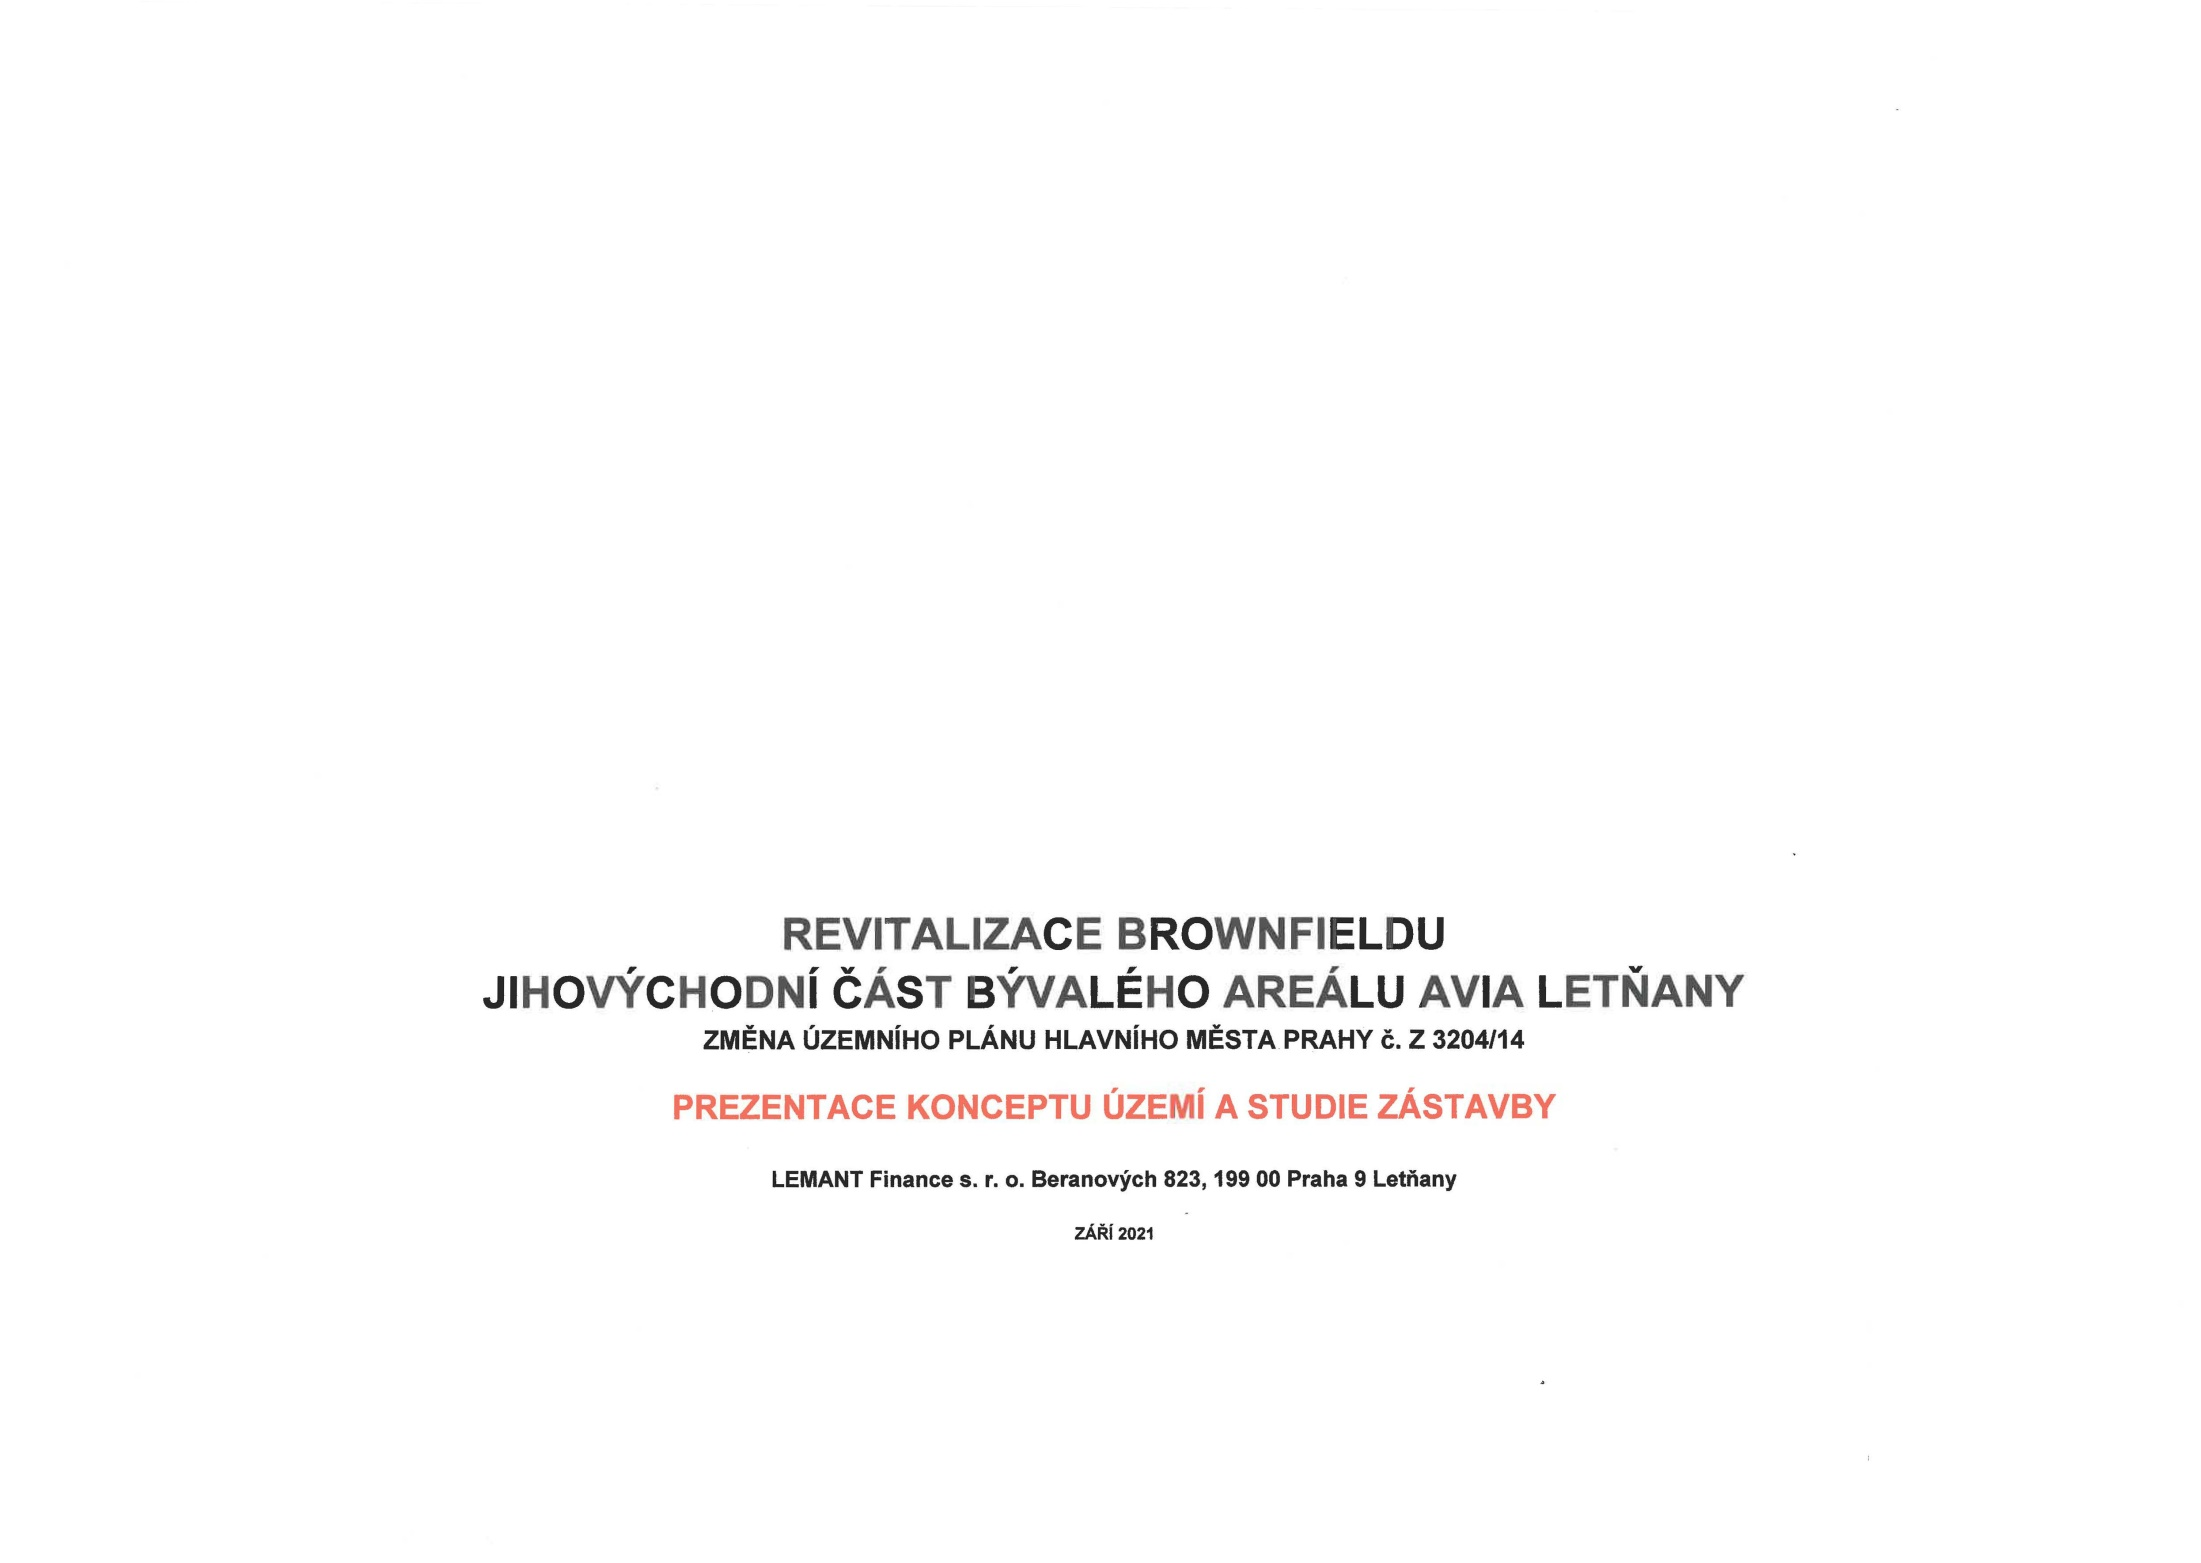 REVITALIZACE BROWNFIELDU
JIHOVÝCHODNÍ ČÁST BÝVALÉHO AREÁLU AVIA LETŇANY
ZMĚNA ÚZEMNÍHO PLÁNU HLAVNÍHO MĚSTA PRAHY č. Z 3204/14
PREZENTACE KONCEPTU ÚZEMÍ A STUDIE ZÁSTAVBY
LEMANT Finance s. r. o. Beranových 823, 199 00 Praha 9 Letňany
ZÁŘÍ 2021